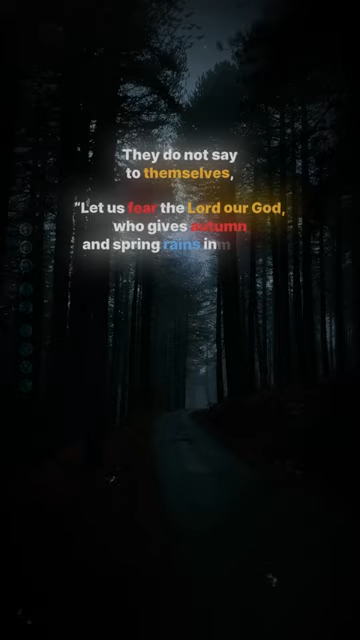 They do not say
to themselves,
“Let us fear the Lord our God,
who gives autumn
and spring rains in